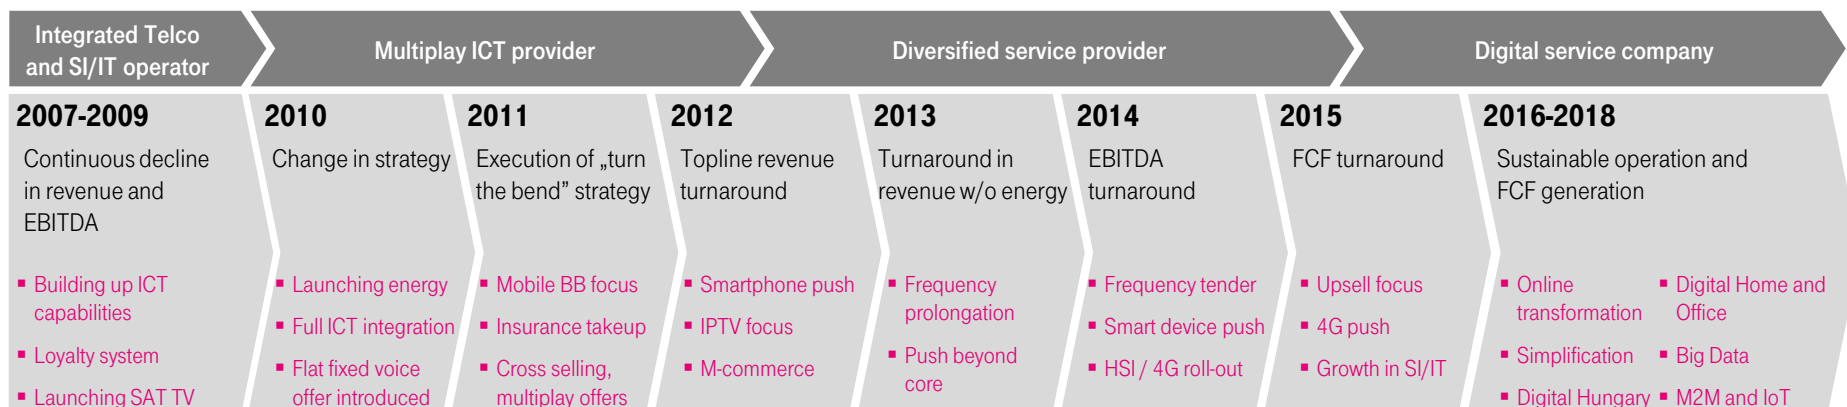 Integrated Telco
and SI/IT operator
Multiplay ICT provider
Diversified service provider
Digital service company
2007-2009
Continuous decline
in revenue and
EBITDA
▪ Building up ICT
capabilities
▪ Loyalty system
▪ Launching SAT TV
2010
Change in strategy
▪ Launching energy
▪ Full ICT integration
▪ Flat fixed voice
offer introduced
2011
Execution of „turn
the bend” strategy
▪ Mobile BB focus
▪ Insurance takeup
▪ Cross selling,
multiplay offers
2012
Topline revenue
turnaround
▪ Smartphone push
▪ IPTV focus
▪ M-commerce
2013
Turnaround in
revenue w/o energy
▪ Frequency
prolongation
▪ Push beyond
core
2014
EBITDA
turnaround
▪ Frequency tender
▪ Smart device push
▪ HSI / 4G roll-out
2015
FCF turnaround
▪ Upsell focus
▪ 4G push
▪ Growth in SI/IT
2016-2018
Sustainable operation and
FCF generation
▪ Online
transformation
▪ Simplification
▪ Digital Hungary
▪ Digital Home and
Office
▪ Big Data
▪ M2M and IoT